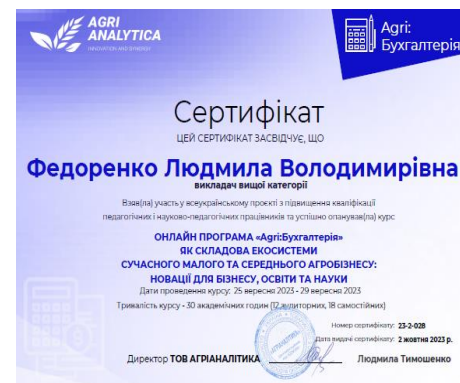 AGRI
ANALYTICA
INNOVATION AND SYNERGY
Agri:
Бухгалтерія
Сертифікат
ЦЕЙ СЕРТИФІКАТ ЗАСВІДЧУЄ, ЩО
Федоренко Людмила Володимирівна
викладач вищої категорії
Взяв(ла) участь у всеукраїнському проєкті з підвищення кваліфікації
педагогічних і науково-педагогічних працівників та успішно опанував(ла) курс
ОНЛАЙН ПРОГРАМА «Agri:Бухгалтерія»
ЯК СКЛАДОВА ЕКОСИСТЕМИ
СУЧАСНОГО МАЛОГО ТА СЕРЕДНЬОГО АГРОБІЗНЕСУ:
НОВАЦІЇ ДЛЯ БІЗНЕСУ, ОСВІТИ ТА НАУКИ
Дати проведення курсу: 25 вересня 2023 - 29 вересня 2023
Тривалість курсу - 30 академічних годин (12 аудиторних, 18 самостійних)
Номер сертифікату: 23-2-028
Дата видачі сертифікату: 2 жовтня 2023 р.
Директор ТОВ АГРІАНАЛІТИКА Людмила Тимошенко